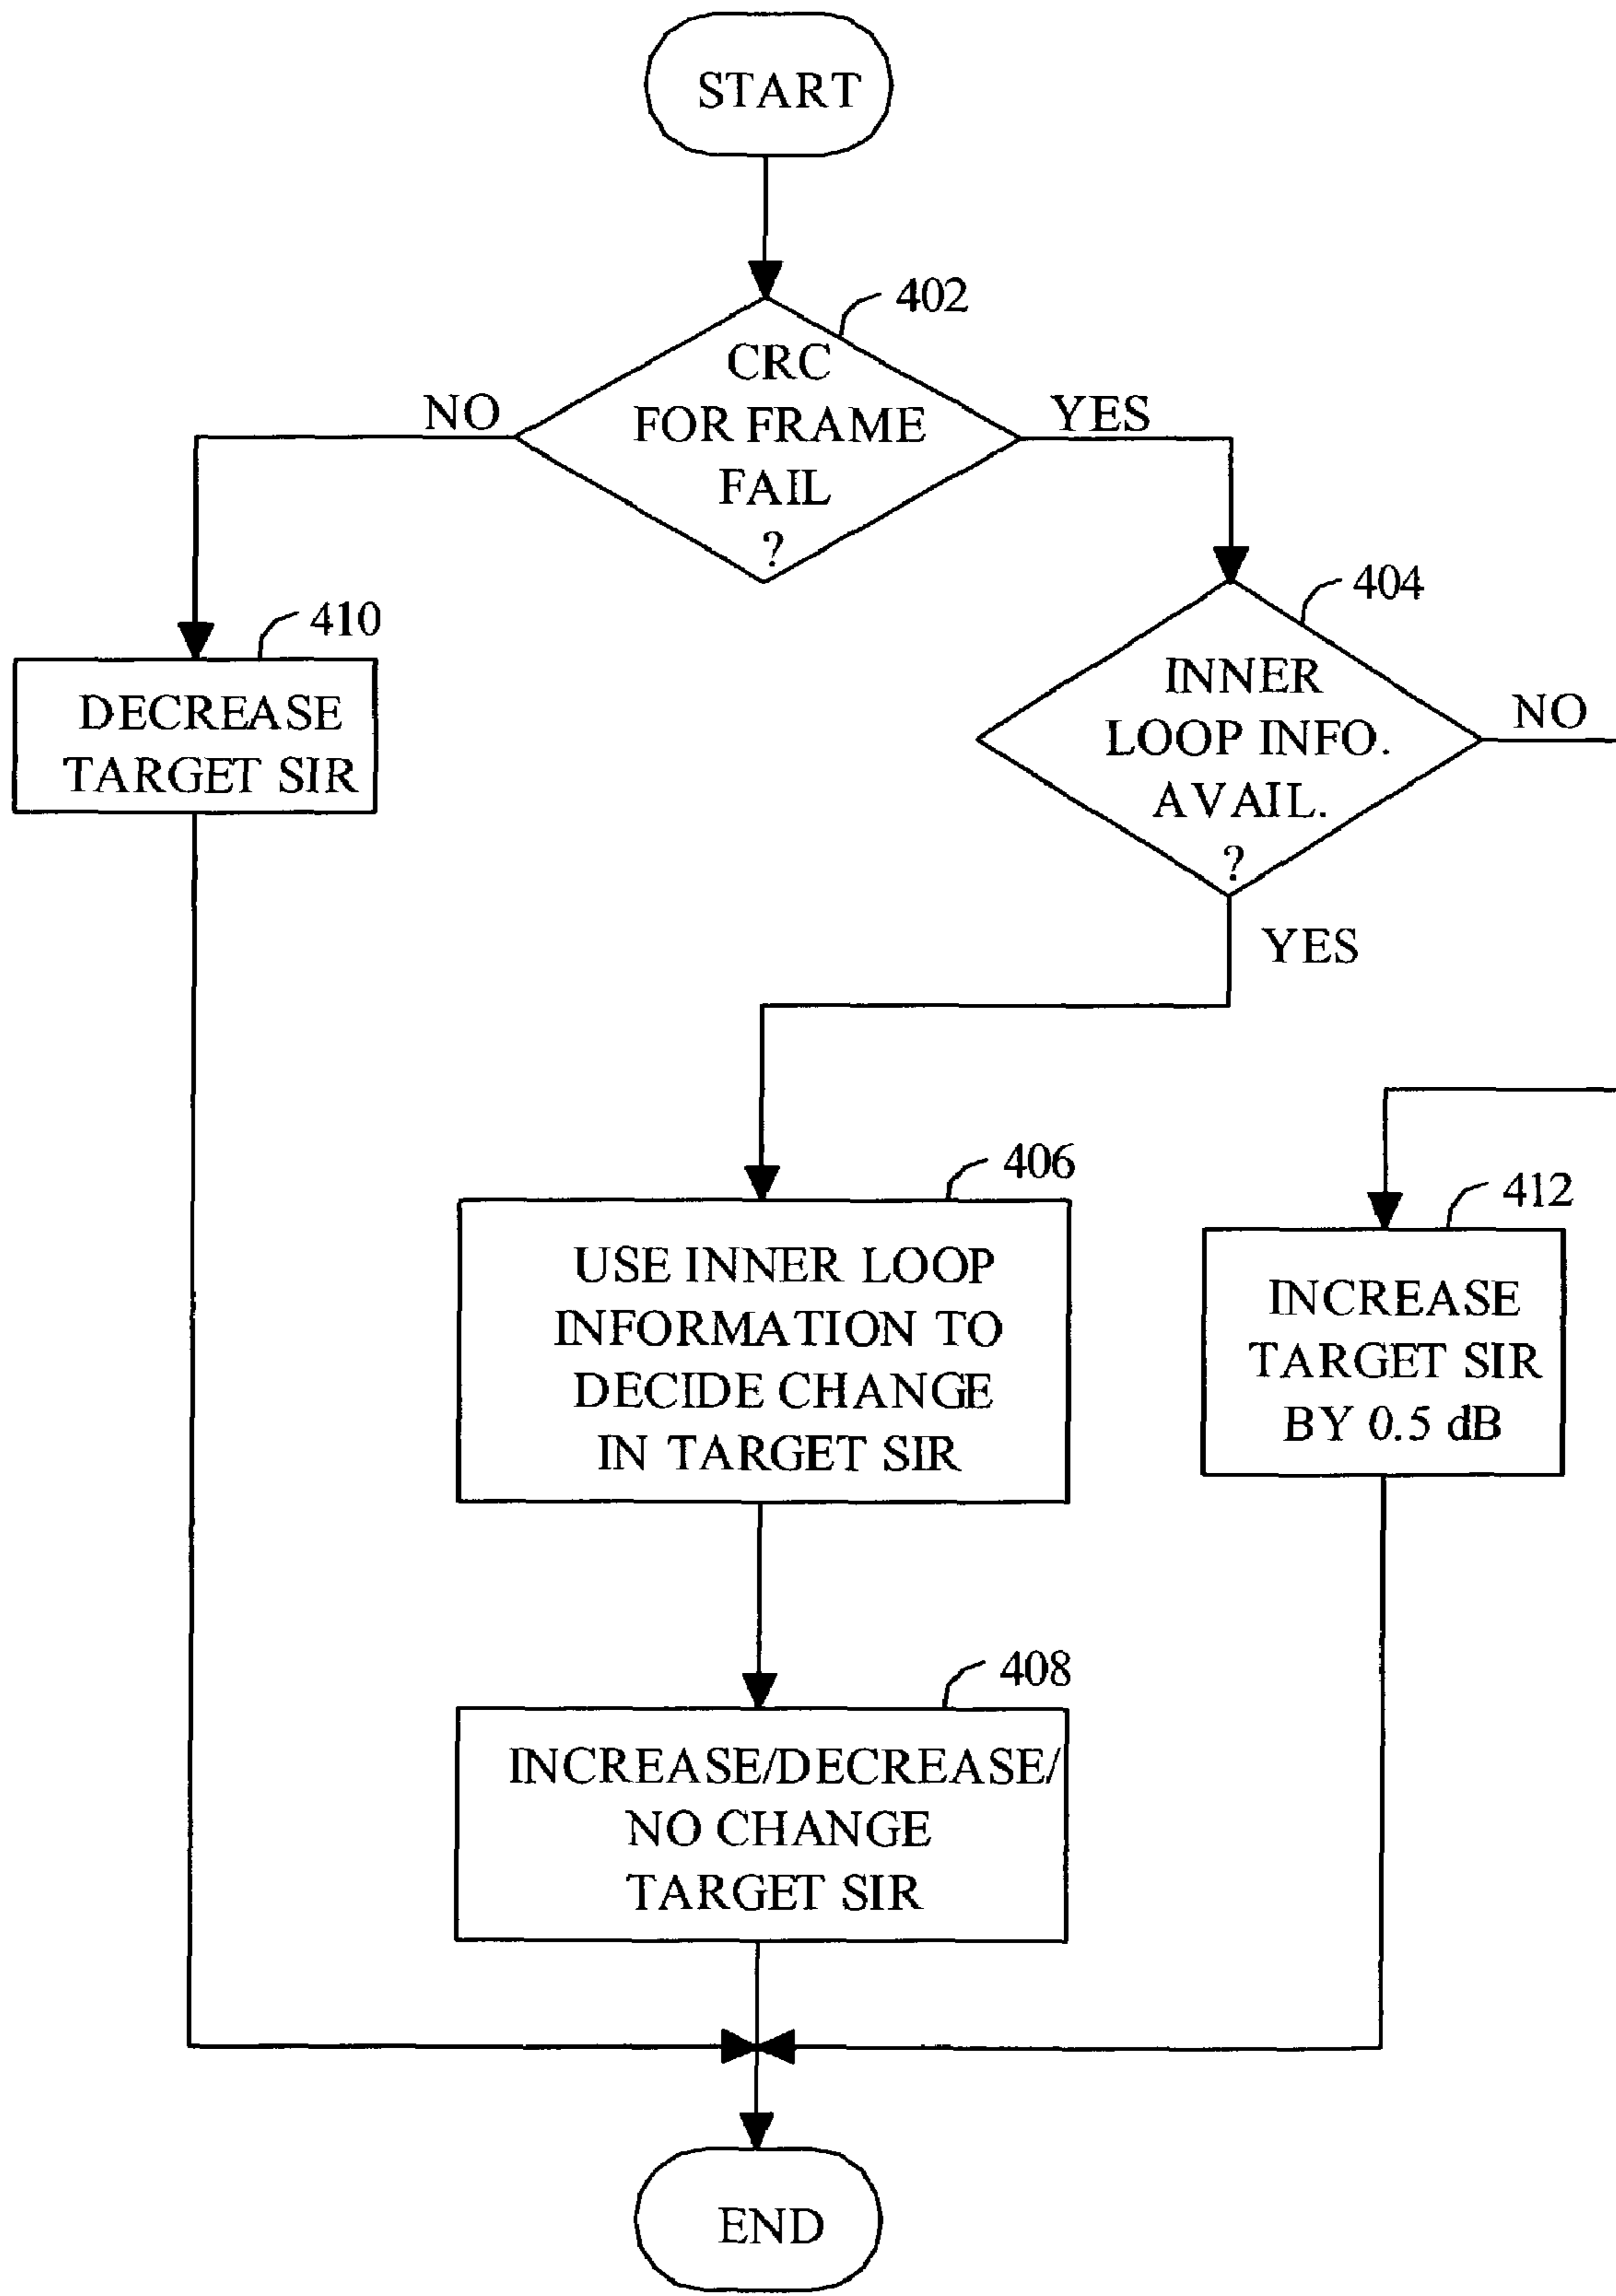 START
402
CRC
FOR FRAME
FAIL
?
NO
YES
404
INNER
LOOP INFO.
AVAIL.
?
NO
YES
410
DECREASE
TARGET SIR
406
USE INNER LOOP
INFORMATION TO
DECIDE CHANGE
IN TARGET SIR
412
INCREASE
TARGET SIR
BY 0.5 dB
408
INCREASE/DECREASE/
NO CHANGE
TARGET SIR
END